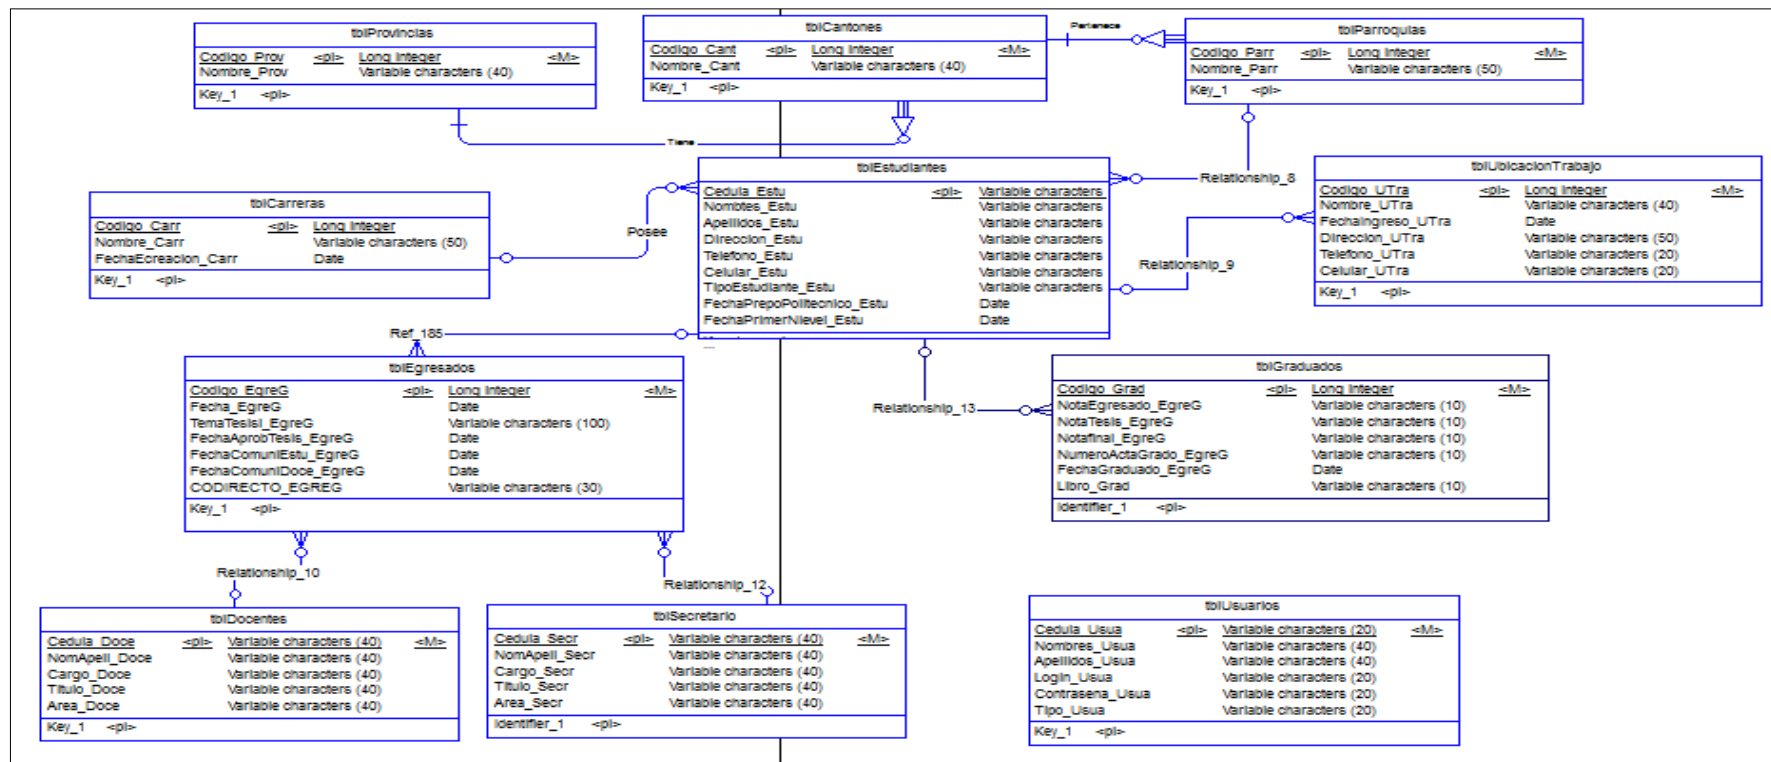 tblProvincias
Codigo_Prov <pi> Long Integer <M>
Nombre_Prov Variable characters (40)
Key_1 <pi>
tblCantones
Codigo_Cant <pi> Long Integer <M>
Nombre_Cant Variable characters (40)
Key_1 <pi>
Pertenece
tblParroquias
Codigo_Parr <pi> Long Integer <M>
Nombre_Parr Variable characters (50)
Key_1 <pi>
Tiene
Relationship_8
tblCarreras
Codigo_Carr <pi> Long Integer
Nombre_Carr Variable characters (50)
FechaEcreacion_Carr Date
Key_1 <pi>
Posee
tblEstudiantes
Cedula_Estu <pi> Variable characters
Nombtes_Estu Variable characters
Apellidos_Estu Variable characters
Direccion_Estu Variable characters
Telefono_Estu Variable characters
Celular_Estu Variable characters
TipoEstudiante_Estu Variable characters
FechaPrepoPolitecnico_Estu Date
FechaPrimerNievel_Estu Date
...
tblUbicacionTrabajo
Codigo_UTra <pi> Long Integer <M>
Nombre_UTra Variable characters (40)
FechaIngreso_UTra Date
Direccion_UTra Variable characters (50)
Telefono_UTra Variable characters (20)
Celular_UTra Variable characters (20)
Key_1 <pi>
Relationship_9
Ref_185
tblEgresados
Codigo_EgreG <pi> Long Integer <M>
Fecha_EgreG Date
TemaTesisi_EgreG Variable characters (100)
FechaAprobTesis_EgreG Date
FechaComuniEstu_EgreG Date
FechaComuniDoce_EgreG Date
CODIRECTO_EGREG Variable characters (30)
Key_1 <pi>
Relationship_13
tblGraduados
Codigo_Grad <pi> Long Integer <M>
NotaEgresado_EgreG Variable characters (10)
NotaTesis_EgreG Variable characters (10)
Notafinal_EgreG Variable characters (10)
NumeroActaGrado_EgreG Variable characters (10)
FechaGraduado_EgreG Date
Libro_Grad Variable characters (10)
Identifier_1 <pi>
Relationship_10
Relationship_12
tblDocentes
Cedula_Doce <pi> Variable characters (40) <M>
NomApell_Doce Variable characters (40)
Cargo_Doce Variable characters (40)
Titulo_Doce Variable characters (40)
Area_Doce Variable characters (40)
Key_1 <pi>
tblSecretario
Cedula_Secr <pi> Variable characters (40) <M>
NomApell_Secr Variable characters (40)
Cargo_Secr Variable characters (40)
Titulo_Secr Variable characters (40)
Area_Secr Variable characters (40)
Identifier_1 <pi>
tblUsuarios
Cedula_Usua <pi> Variable characters (20) <M>
Nombres_Usua Variable characters (40)
Apellidos_Usua Variable characters (40)
Login_Usua Variable characters (20)
Contrasena_Usua Variable characters (20)
Tipo_Usua Variable characters (20)
Key_1 <pi>